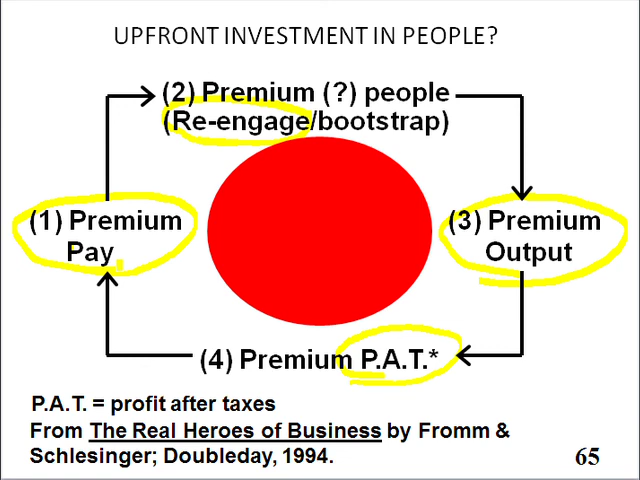 UPFRONT INVESTMENT IN PEOPLE?
(2) Premium (?) people
(Re-engage/bootstrap)
(1) Premium
Pay
(3) Premium
Output
(4) Premium P.A.T.*
P.A.T. = profit after taxes
From The Real Heroes of Business by Fromm &
Schlesinger; Doubleday, 1994.
65